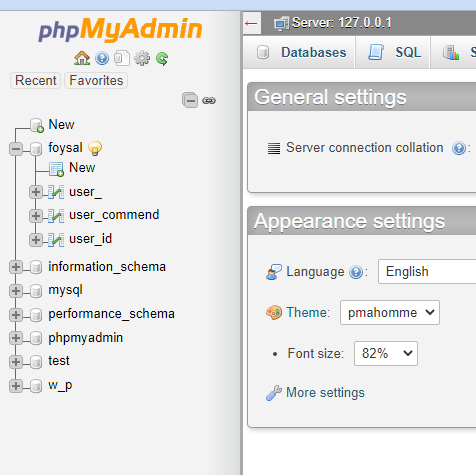 phpMyAdmin
Recent Favorites
New
foysal
New
user_
user_commend
user_id
information_schema
mysql
performance_schema
phpmyadmin
test
w_p
Server: 127.0.0.1
Databases SQL S
General settings
Server connection collation :
Appearance settings
Language : English
Theme: pmahomme
Font size: 82%
More settings